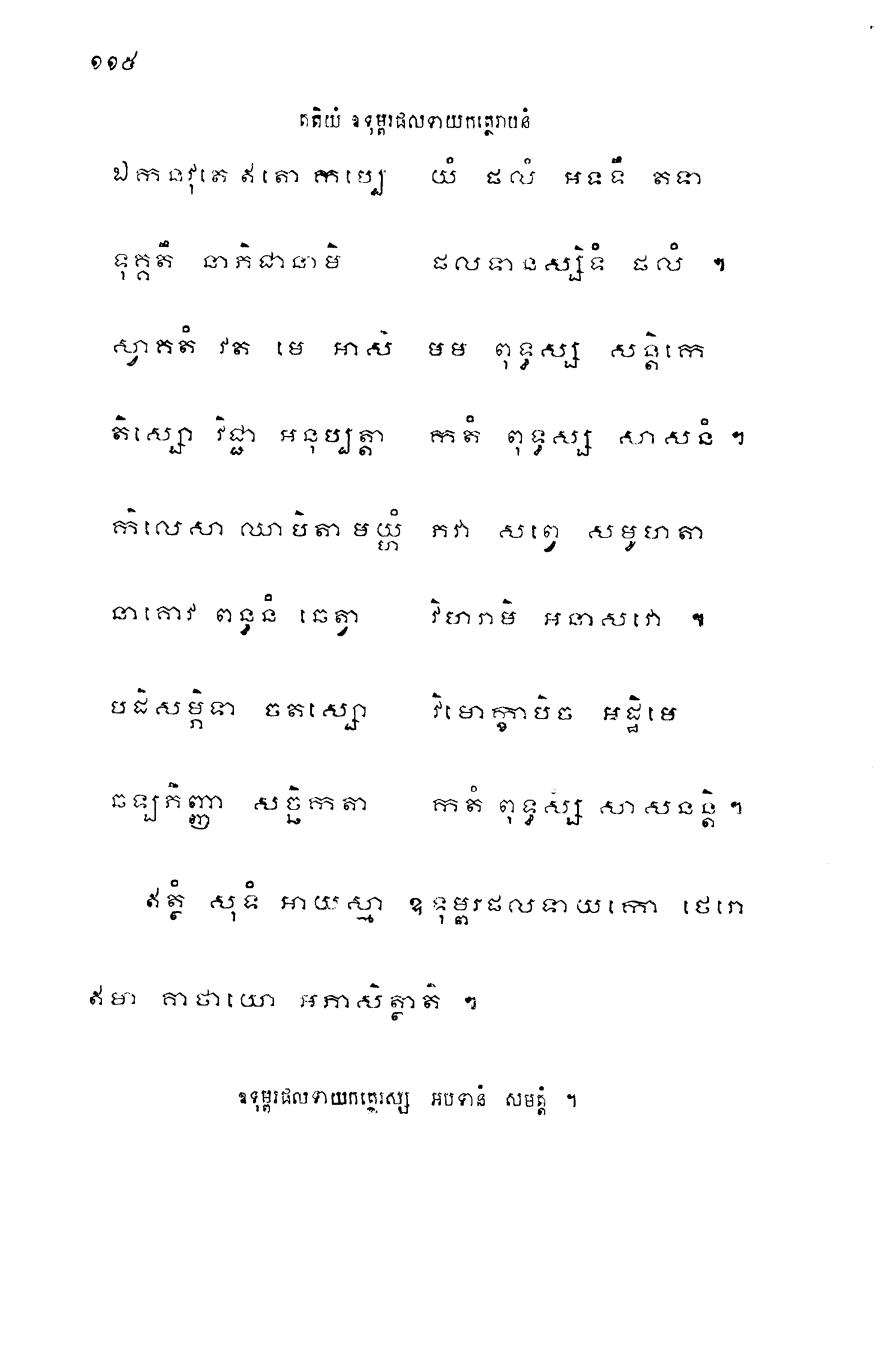 ១១៥
តតិយំ ឧទុម្ពរផលទាយកត្ថេរាបទានំ
ឯកនវុតេ ឥតោ កប្បេ យំ ផលំ អទទឹ តទា
ទុគ្គតឹ នាភិជានាមិ ផលទានស្សិទំ ផលំ ។
ស្វាគតំ វត មេ អាសិ មម ពុទ្ធស្ស សន្តិកេ
តិស្សោ វិជ្ជា អនុប្បត្តា កតំ ពុទ្ធស្ស សាសនំ ។
កិលេសា ឈាបិតា មយ្ហំ ភវា សព្វេ សមូហតា
នាគោវ ពន្ធនំ ឆេត្វា វិហរាមិ អនាសវោ ។
បដិសម្ភិទា ចតស្សោ វិមោក្ខាបិច អដ្ឋិមេ
ឆឡ្បភិញ្ញា សច្ឆិកតា កតំ ពុទ្ធស្ស សាសនន្តិ ។
ឥត្ថំ សុទំ អាយស្មា ឧទុម្ពរផលទាយកោ ថេរោ
ឥមា គាថាយោ អភាសិត្ថាតិ ។
ឧទុម្ពរផលទាយកត្ថេរស្ស អបទានំ សមត្តំ ។